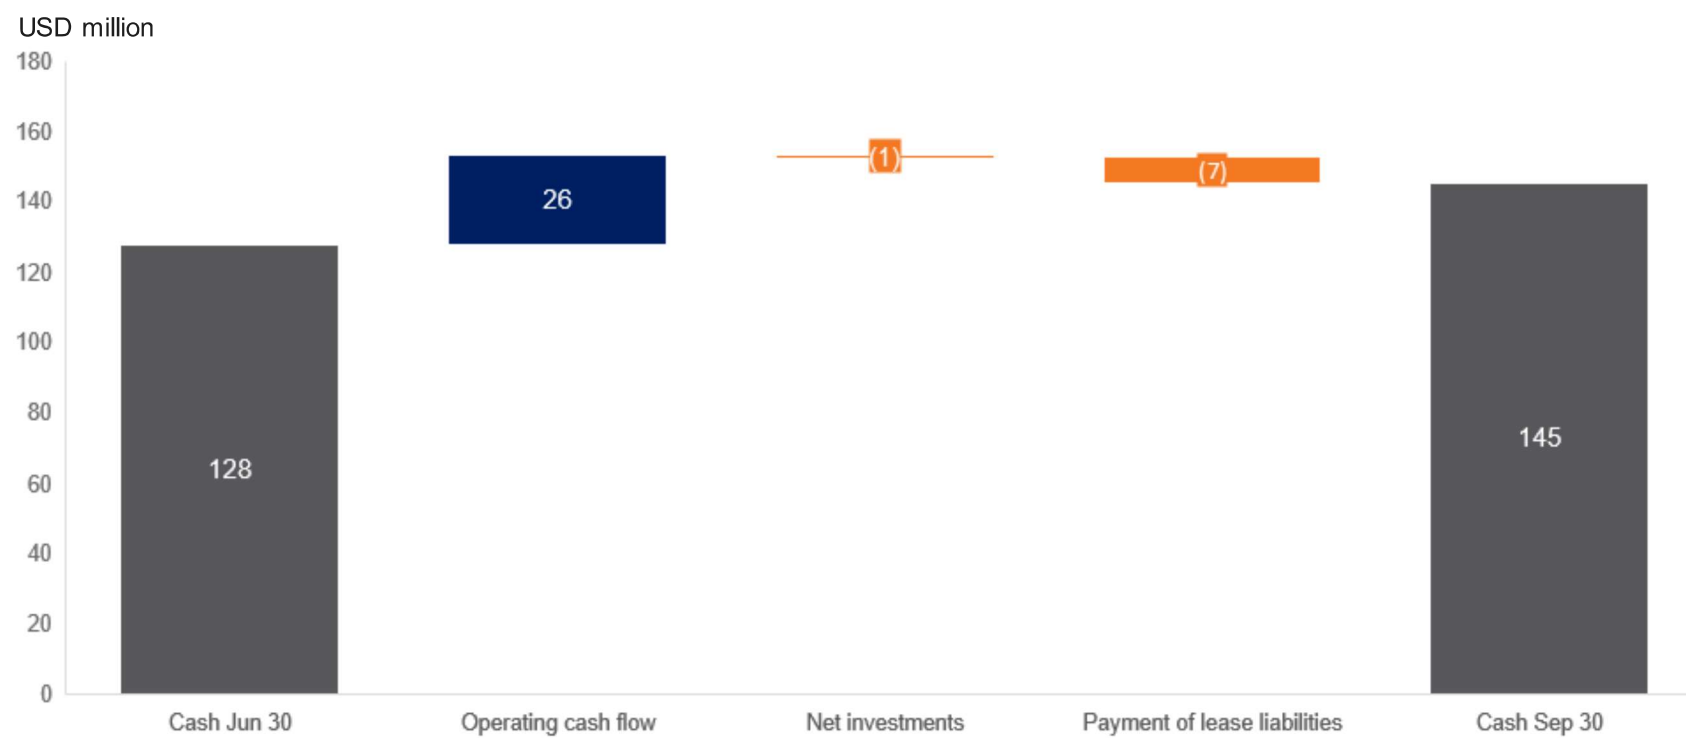 USD million
180
160
140
120
100
80
60
40
20
0
128
26
(1)
(7)
145
Cash Jun 30
Operating cash flow
Net investments
Payment of lease liabilities
Cash Sep 30